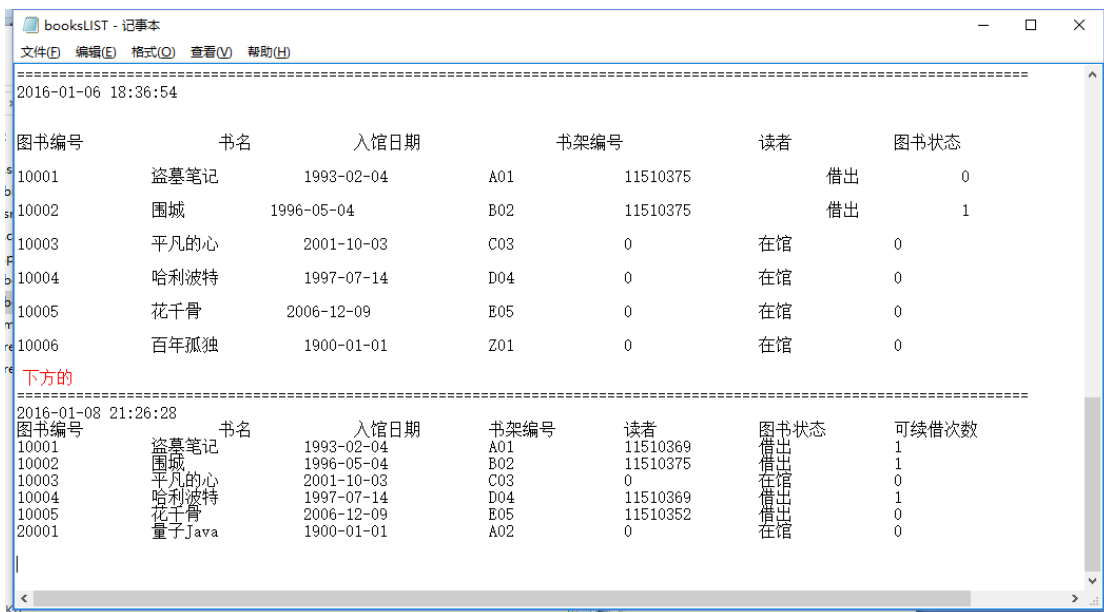 booksLIST - 记事本
文件(F) 编辑(E) 格式(O) 查看(V) 帮助(H)
========================================================================================================================
2016-01-06 18:36:54
图书编号 书名 入馆日期 书架编号 读者 图书状态
10001 盗墓笔记 1993-02-04 A01 11510375 借出 0
10002 围城 1996-05-04 B02 11510375 借出 1
10003 平凡的心 2001-10-03 C03 0 在馆 0
10004 哈利波特 1997-07-14 D04 0 在馆 0
10005 花千骨 2006-12-09 E05 0 在馆 0
10006 百年孤独 1900-01-01 Z01 0 在馆 0
下方的
========================================================================================================================
2016-01-08 21:26:28
图书编号 书名 入馆日期 书架编号 读者 图书状态 可续借次数
10001 盗墓笔记 1993-02-04 A01 11510369 借出 1
10002 围城 1996-05-04 B02 11510375 借出 1
10003 平凡的心 2001-10-03 C03 0 在馆 0
10004 哈利波特 1997-07-14 D04 11510369 借出 1
10005 花千骨 2006-12-09 E05 11510352 借出 0
20001 量子Java 1900-01-01 A02 0 在馆 0